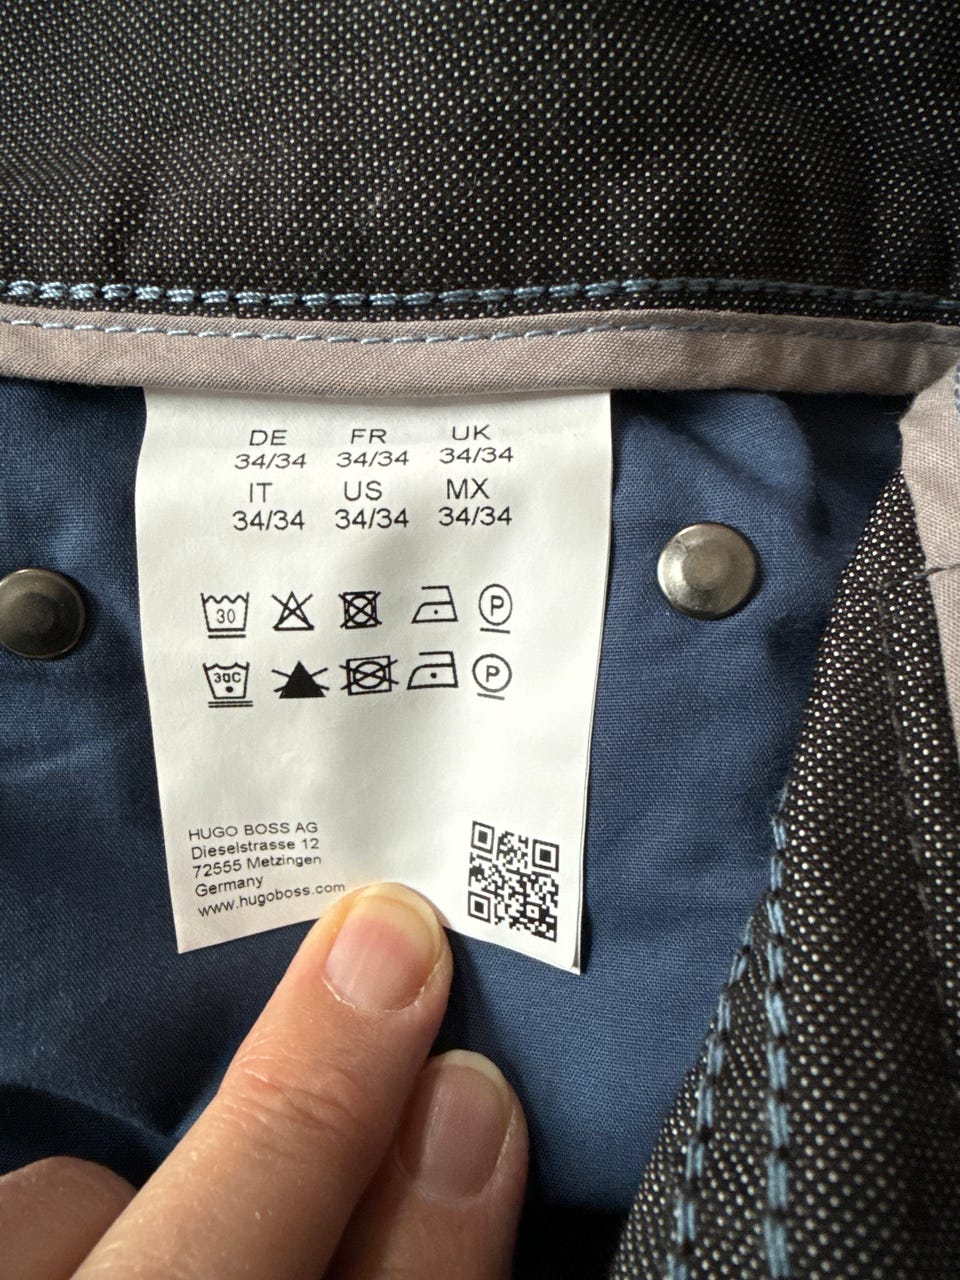 DE FR UK
34/34 34/34 34/34
IT US MX
34/34 34/34 34/34
30 P
30C P
HUGO BOSS AG
Dieselstrasse 12
72555 Metzingen
Germany
www.hugoboss.com